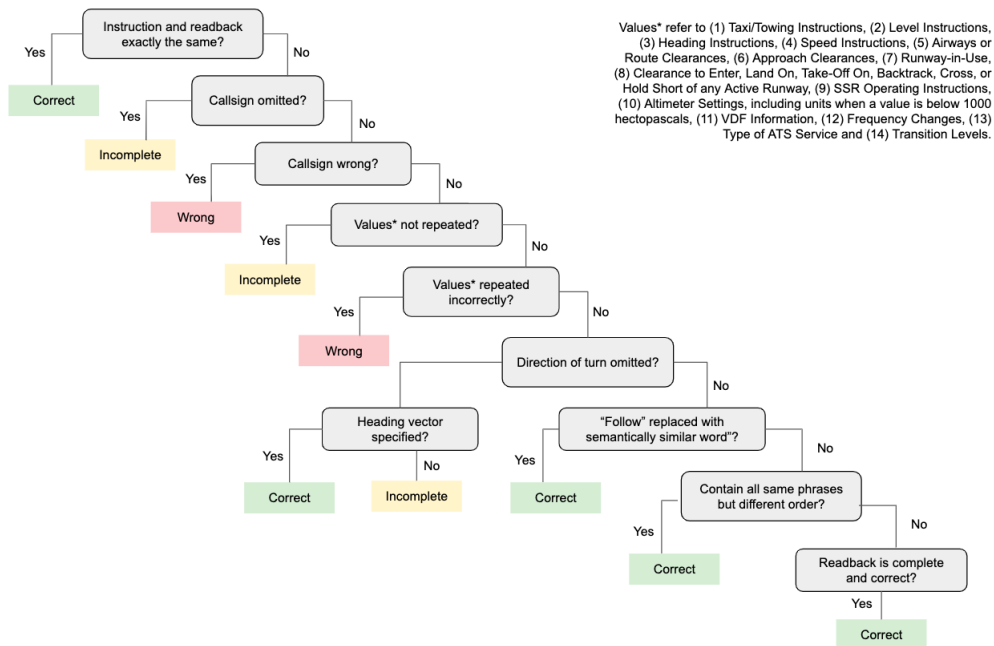 Instruction and readback
exactly the same?
Values* refer to (1) Taxi/Towing Instructions, (2) Level Instructions,
(3) Heading Instructions, (4) Speed Instructions, (5) Airways or
Route Clearances, (6) Approach Clearances, (7) Runway-in-Use,
(8) Clearance to Enter, Land On, Take-Off On, Backtrack, Cross, or
Hold Short of any Active Runway, (9) SSR Operating Instructions,
(10) Altimeter Settings, including units when a value is below 1000
hectopascals, (11) VDF Information, (12) Frequency Changes, (13)
Type of ATS Service and (14) Transition Levels.
Yes
No
Correct
Callsign omitted?
Yes
No
Incomplete
Callsign wrong?
Yes
No
Wrong
Values* not repeated?
Yes
No
Incomplete
Values* repeated
incorrectly?
Yes
No
Wrong
Direction of turn omitted?
No
Heading vector
specified?
Yes
No
Correct
Incomplete
“Follow” replaced with
semantically similar word”?
Yes
No
Correct
Contain all same phrases
but different order?
Yes
No
Correct
Readback is complete
and correct?
Yes
Correct